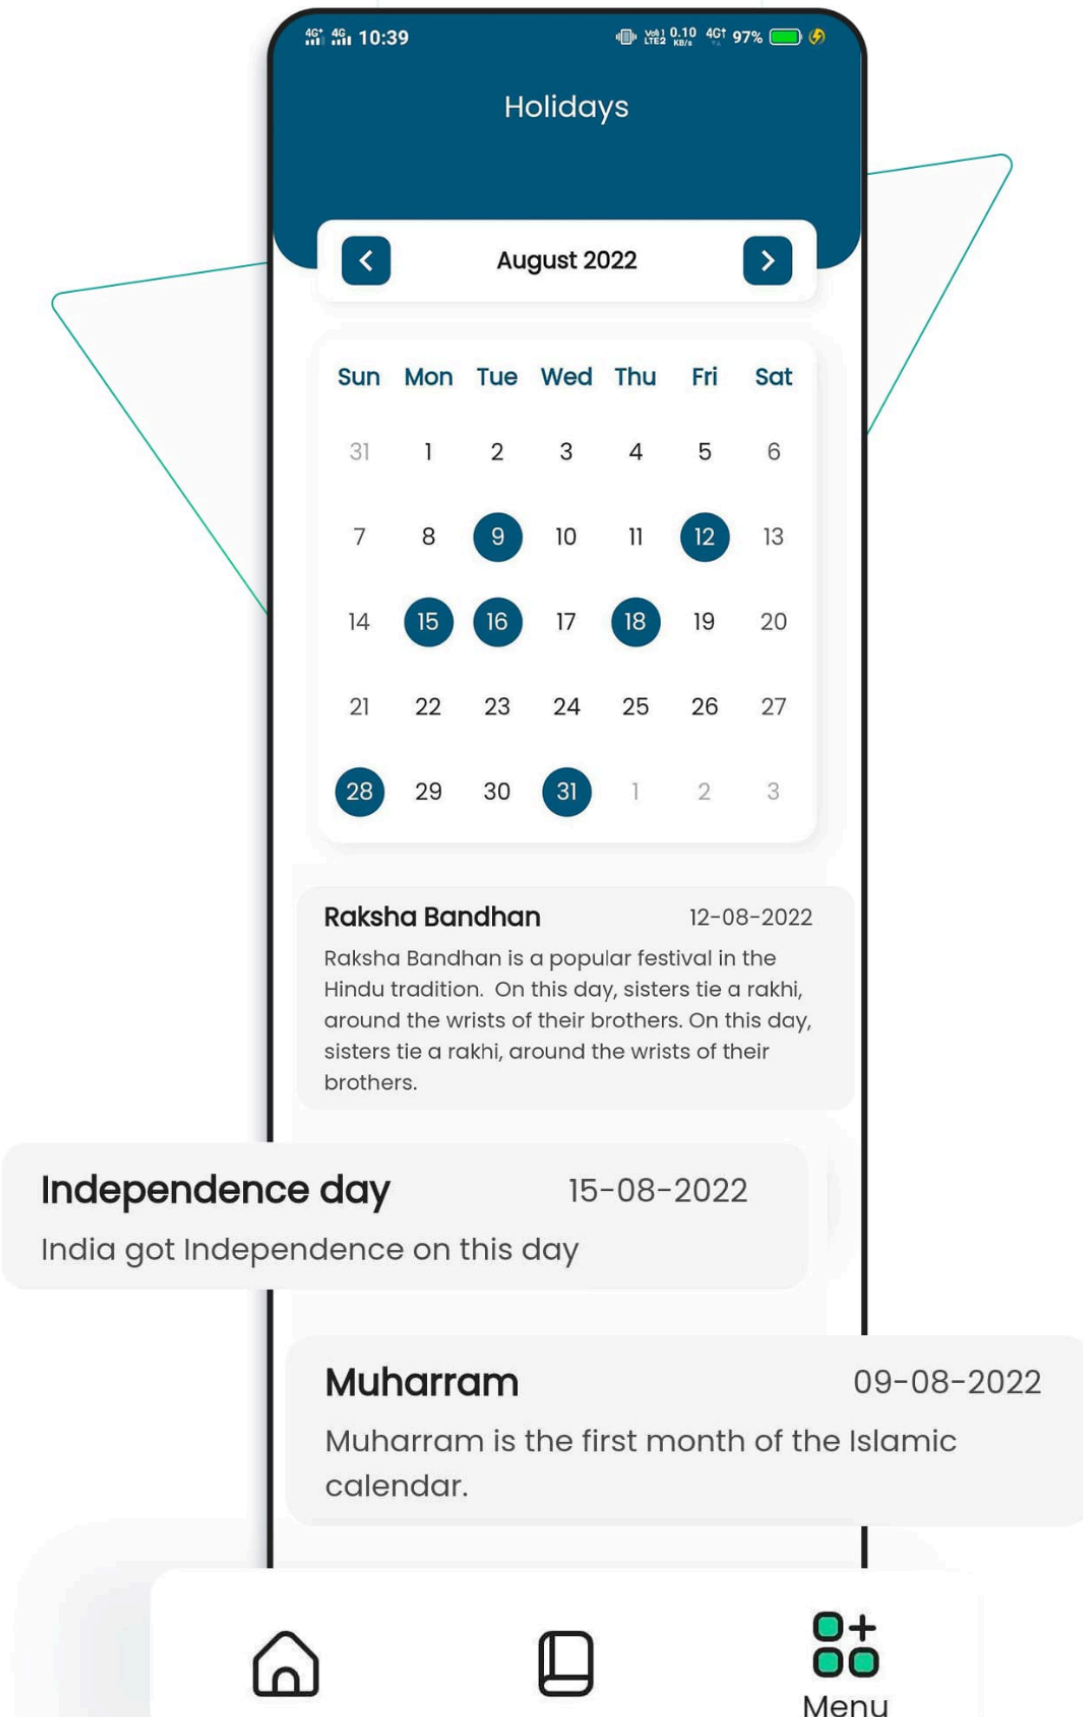 4G+ 4G 10:39 Vo) 1 LTE2 0.10 KB/s 4G† 97%
Holidays
August 2022
Sun Mon Tue Wed Thu Fri Sat
31 1 2 3 4 5 6
7 8 9 10 11 12 13
14 15 16 17 18 19 20
21 22 23 24 25 26 27
28 29 30 31 1 2 3
Raksha Bandhan 12-08-2022
Raksha Bandhan is a popular festival in the
Hindu tradition. On this day, sisters tie a rakhi,
around the wrists of their brothers. On this day,
sisters tie a rakhi, around the wrists of their
brothers.
Independence day 15-08-2022
India got Independence on this day
Muharram 09-08-2022
Muharram is the first month of the Islamic
calendar.
Menu